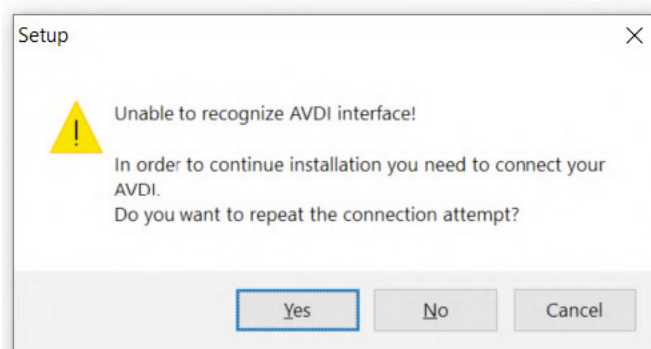 Setup
Unable to recognize AVDI interface!
In order to continue installation you need to connect your
AVDI.
Do you want to repeat the connection attempt?
Yes No Cancel